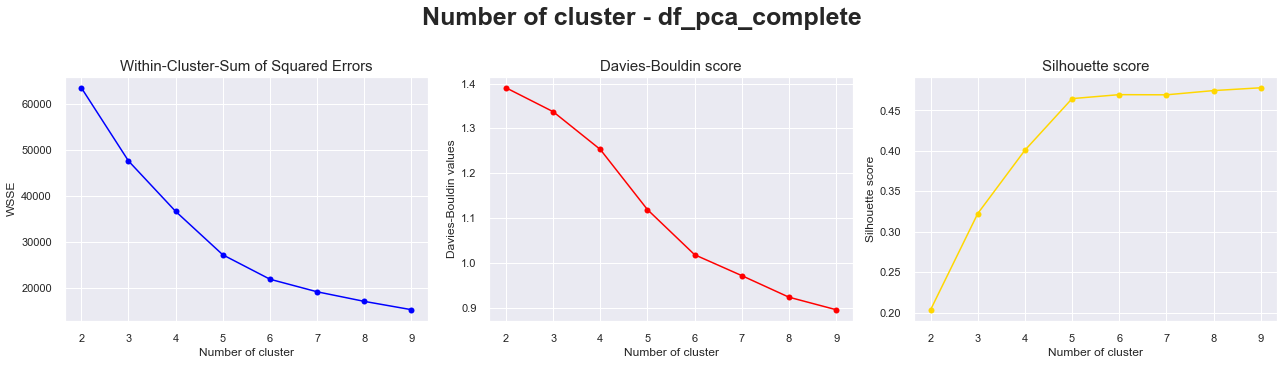 Number of cluster - df_pca_complete
Within-Cluster-Sum of Squared Errors
60000
50000
40000
30000
20000
WSSE
2 3 4 5 6 7 8 9
Number of cluster
Davies-Bouldin score
1.4
1.3
1.2
1.1
1.0
0.9
Davies-Bouldin values
2 3 4 5 6 7 8 9
Number of cluster
Silhouette score
0.45
0.40
0.35
0.30
0.25
0.20
Silhouette score
2 3 4 5 6 7 8 9
Number of cluster